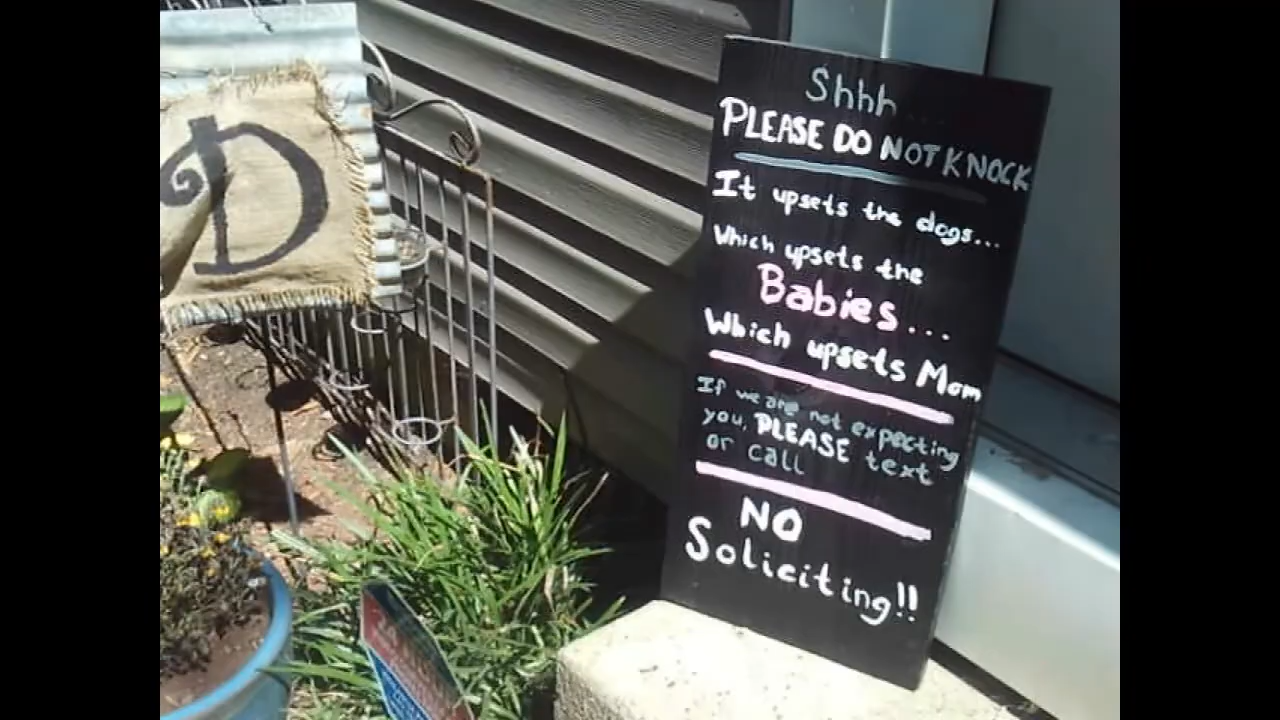 D
Shhh...
PLEASE DO NOT KNOCK
It upsets the dogs...
Which upsets the
Babies...
Which upsets Mom
If we are not expecting
you, PLEASE text
or call
NO
Soliciting!!